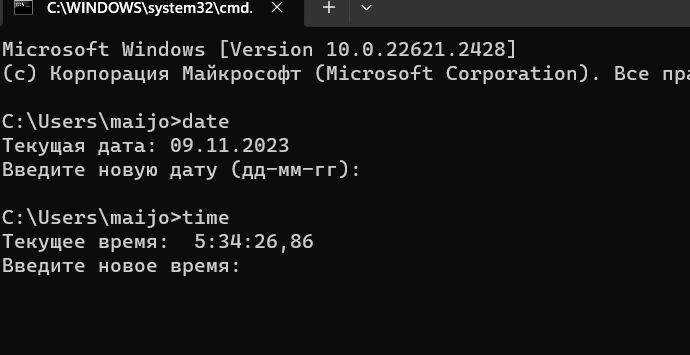 C:\WINDOWS\system32\cmd.
Microsoft Windows [Version 10.0.22621.2428]
(c) Корпорация Майкрософт (Microsoft Corporation). Все пра
C:\Users\maijo>date
Текущая дата: 09.11.2023
Введите новую дату (дд-мм-гг):
C:\Users\maijo>time
Текущее время:  5:34:26,86
Введите новое время: